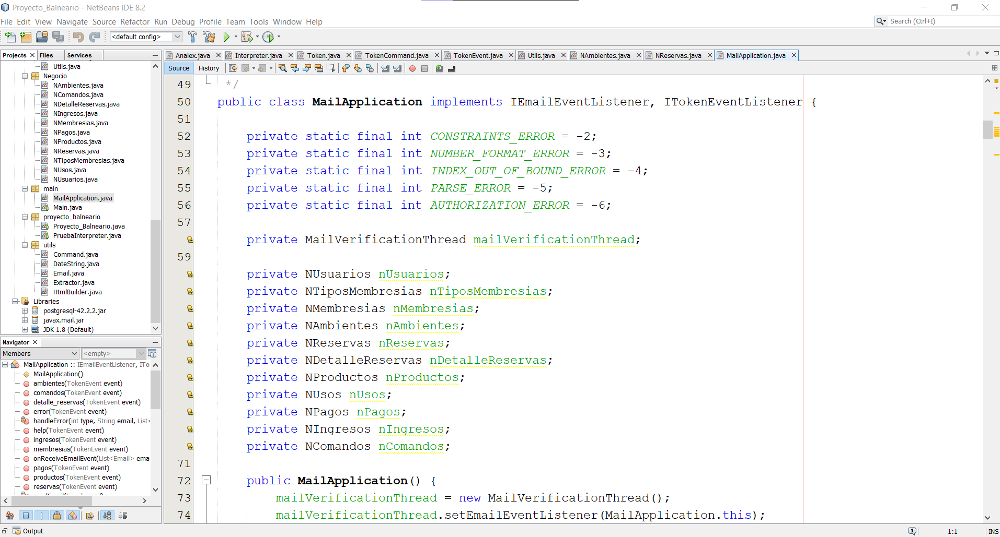 Proyecto_Balneario - NetBeans IDE 8.2
File Edit View Navigate Source Refactor Run Debug Profile Team Tools Window Help
Search (Ctrl+I)
<default config>
Projects Files Services
Utils.java
Negocio
NAmbientes.java
NComandos.java
NDetalleReservas.java
NIngresos.java
NMembresias.java
NPagos.java
NProductos.java
NReservas.java
NTiposMembresias.java
NUsos.java
NUsuarios.java
main
MailApplication.java
Main.java
proyecto_balneario
Proyecto_Balneario.java
PruebaInterpreter.java
utils
Command.java
DateString.java
Email.java
Extractor.java
HtmlBuilder.java
Libraries
postgresql-42.2.2.jar
javax.mail.jar
JDK 1.8 (Default)
Navigator
Members <empty>
MailApplication :: IEmailEventListener, ITo
MailApplication()
ambientes(TokenEvent event)
comandos(TokenEvent event)
detalle_reservas(TokenEvent event)
error(TokenEvent event)
handleError(int type, String email, List<
help(TokenEvent event)
ingresos(TokenEvent event)
membresias(TokenEvent event)
onReceiveEmailEvent(List<Email> ema
pagos(TokenEvent event)
productos(TokenEvent event)
reservas(TokenEvent event)
Analex.java Interpreter.java Token.java TokenCommand.java TokenEvent.java Utils.java NAmbientes.java NReservas.java MailApplication.java
Source History
49 */
50 public class MailApplication implements IEmailEventListener, ITokenEventListener {
51
52 private static final int CONSTRAINTS_ERROR = -2;
53 private static final int NUMBER_FORMAT_ERROR = -3;
54 private static final int INDEX_OUT_OF_BOUND_ERROR = -4;
55 private static final int PARSE_ERROR = -5;
56 private static final int AUTHORIZATION_ERROR = -6;
57
private MailVerificationThread mailVerificationThread;
59
private NUsuarios nUsuarios;
private NTiposMembresias nTiposMembresias;
private NMembresias nMembresias;
private NAmbientes nAmbientes;
private NReservas nReservas;
private NDetalleReservas nDetalleReservas;
private NProductos nProductos;
private NUsos nUsos;
private NPagos nPagos;
private NIngresos nIngresos;
private NComandos nComandos;
71
72 public MailApplication() {
73 mailVerificationThread = new MailVerificationThread();
74 mailVerificationThread.setEmailEventListener(MailApplication.this);
Output
1:1 INS